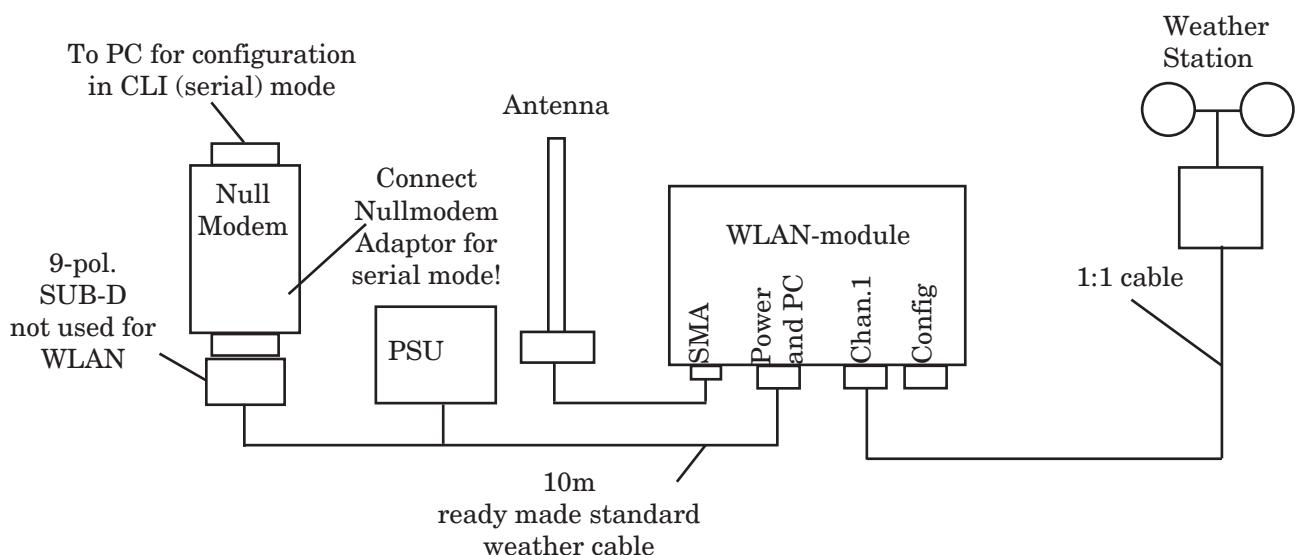 To PC for configuration
in CLI (serial) mode
Null
Modem
Connect
Nullmodem
Adaptor for
serial mode!
9-pol.
SUB-D
not used for
WLAN
PSU
Antenna
WLAN-module
SMA
Power
and PC
Chan.1
Config
Weather
Station
1:1 cable
10m
ready made standard
weather cable